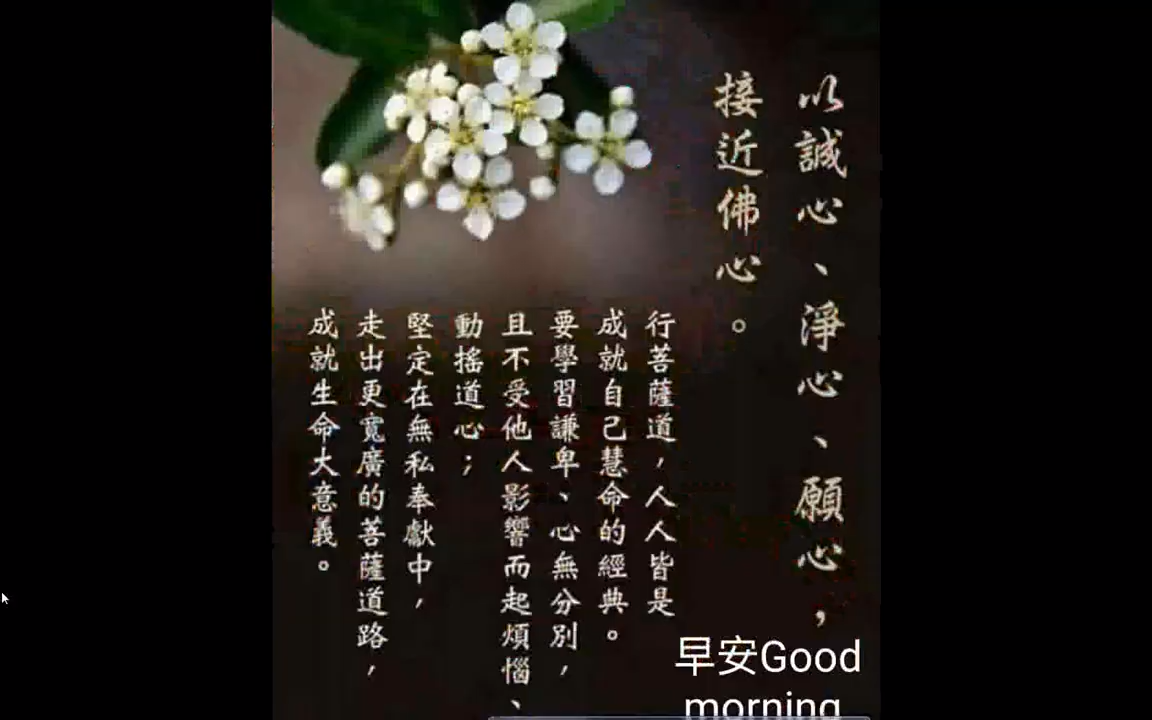 以誠心、淨心、願心，
接近佛心。
行菩薩道，人人皆是
成就自己慧命的經典。
要學習謙卑、心無分別，
且不受他人影響而起煩惱、
動搖道心；
堅定在無私奉獻中，
走出更寬廣的菩薩道路，
成就生命大意義。
早安Good
morning